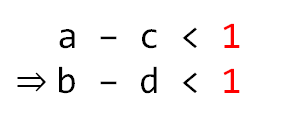 a – c < 1
⇒ b – d < 1